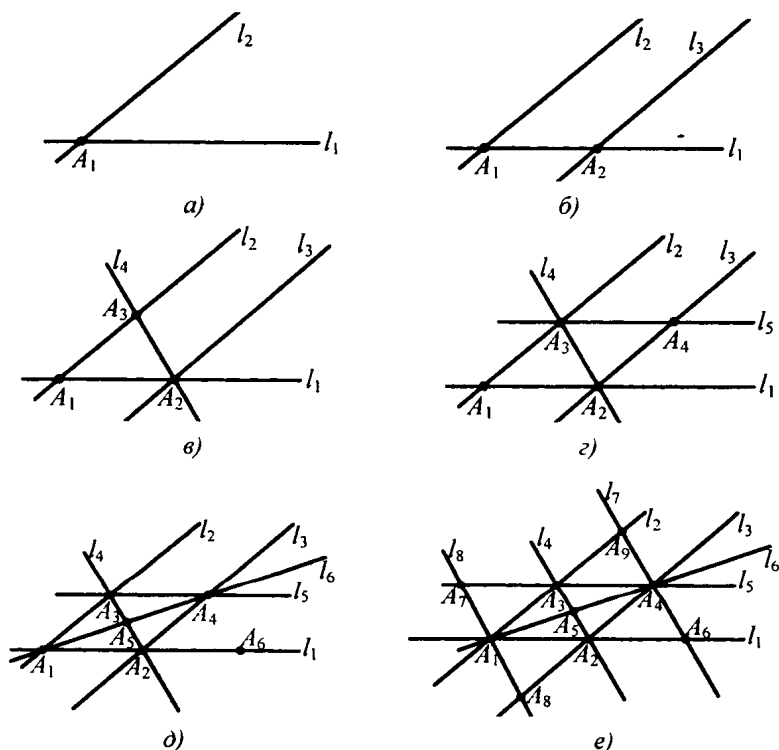 l₂
l₁
A₁
а)
l₂
l₃
l₁
A₁
A₂
б)
l₂
l₃
l₄
A₃
l₁
A₁
A₂
в)
l₂
l₃
l₄
l₅
A₃
A₄
l₁
A₁
A₂
г)
l₂
l₃
l₄
l₆
l₅
A₃
A₄
A₅
A₆
l₁
A₁
A₂
д)
l₇
l₂
l₃
l₈
l₄
A₉
l₆
l₅
A₇
A₃
A₄
A₅
A₆
l₁
A₁
A₂
A₈
е)